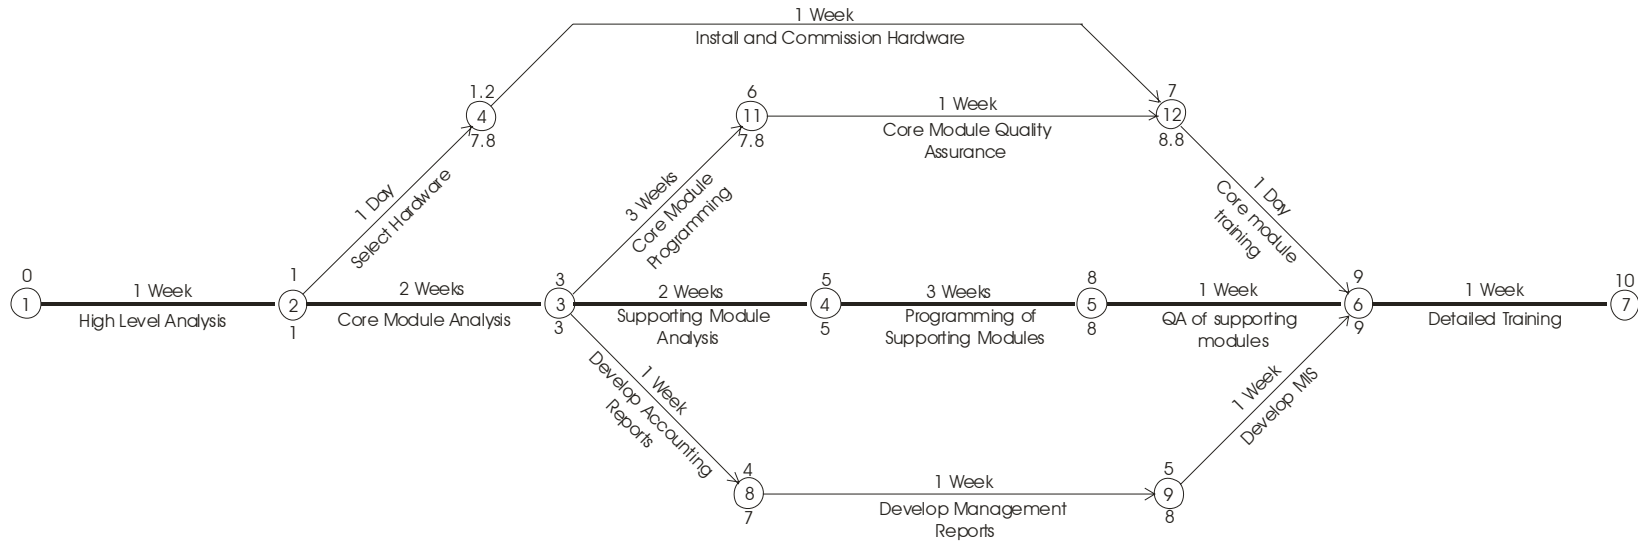 1 Week
Install and Commission Hardware
1.2
4
7.8
6
11
7.8
1 Week
Core Module Quality
Assurance
7
12
8.8
1 Day
Select Hardware
3 Weeks
Core Module
Programming
1 Day
Core module
training
0
1
1 Week
High Level Analysis
1
2
1
2 Weeks
Core Module Analysis
3
3
3
2 Weeks
Supporting Module
Analysis
5
4
5
3 Weeks
Programming of
Supporting Modules
8
5
8
1 Week
QA of supporting
modules
9
6
9
1 Week
Detailed Training
10
7
1 Week
Develop Accounting
Reports
4
8
7
1 Week
Develop Management
Reports
5
9
8
1 Week
Develop MIS